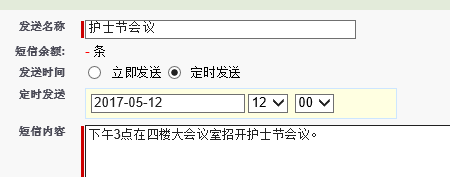 发送名称 护士节会议
短信余额: - 条
发送时间 立即发送 定时发送
定时发送 2017-05-12 12 00
短信内容 下午3点在四楼大会议室招开护士节会议。